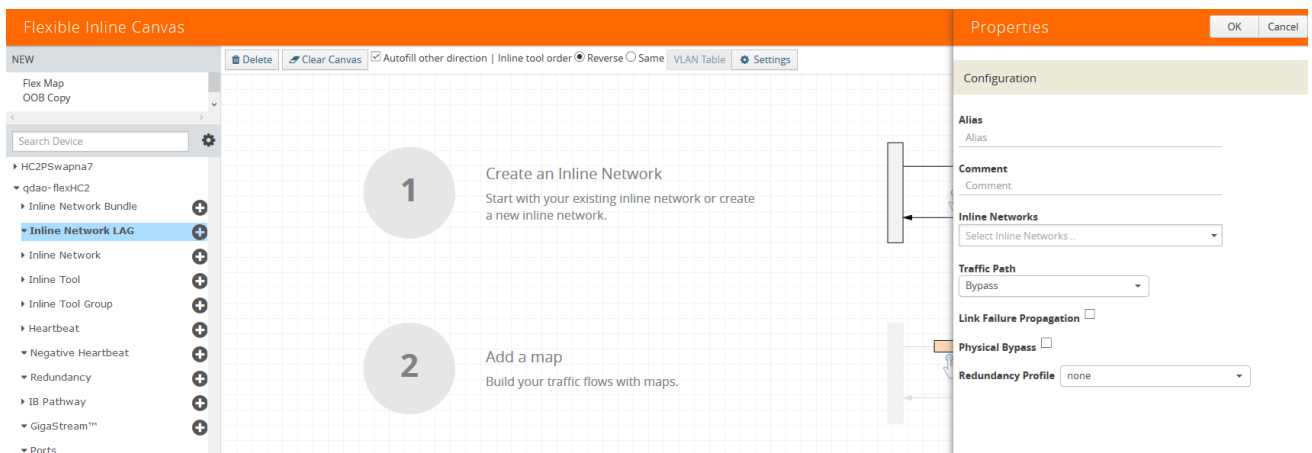 Flexible Inline Canvas
Properties
OK
Cancel
NEW
Flex Map
OOB Copy
Search Device
HC2PSwapna7
qdao-flexHC2
Inline Network Bundle
Inline Network LAG
Inline Network
Inline Tool
Inline Tool Group
Heartbeat
Negative Heartbeat
Redundancy
IB Pathway
GigaStream™
Ports
Delete
Clear Canvas
Autofill other direction | Inline tool order
Reverse
Same
VLAN Table
Settings
1
Create an Inline Network
Start with your existing inline network or create
a new inline network.
2
Add a map
Build your traffic flows with maps.
Configuration
Alias
Alias
Comment
Comment
Inline Networks
Select Inline Networks ..
Traffic Path
Bypass
Link Failure Propagation
Physical Bypass
Redundancy Profile
none